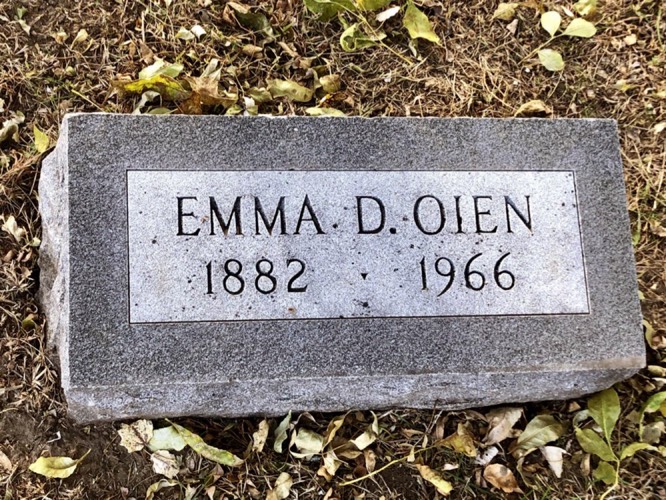 EMMA D. OIEN
1882 · 1966